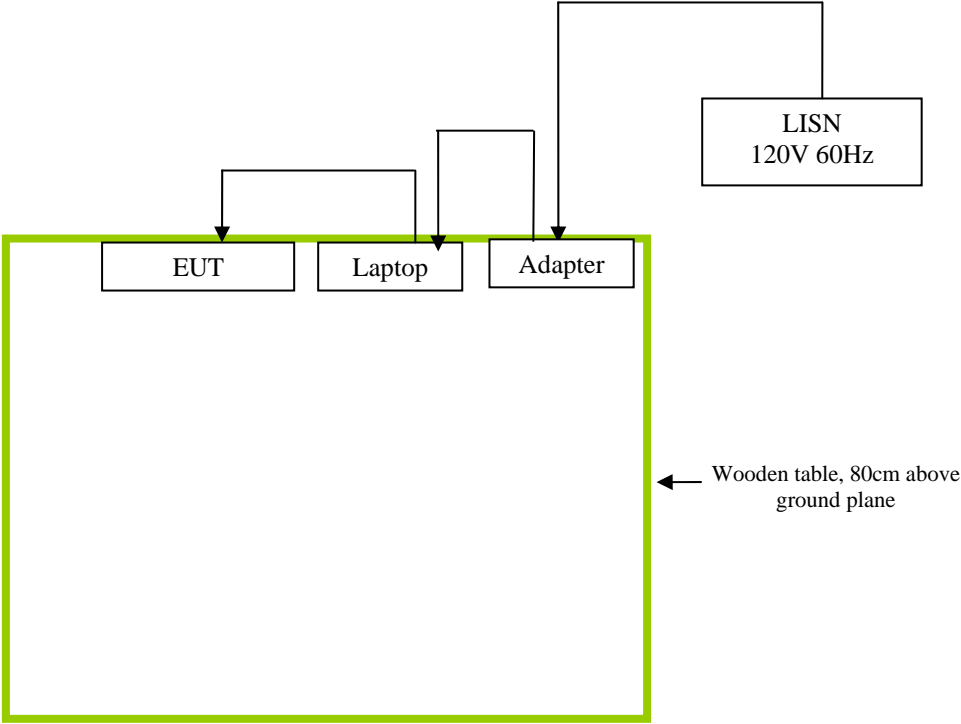 LISN
120V 60Hz
EUT
Laptop
Adapter
Wooden table, 80cm above
ground plane